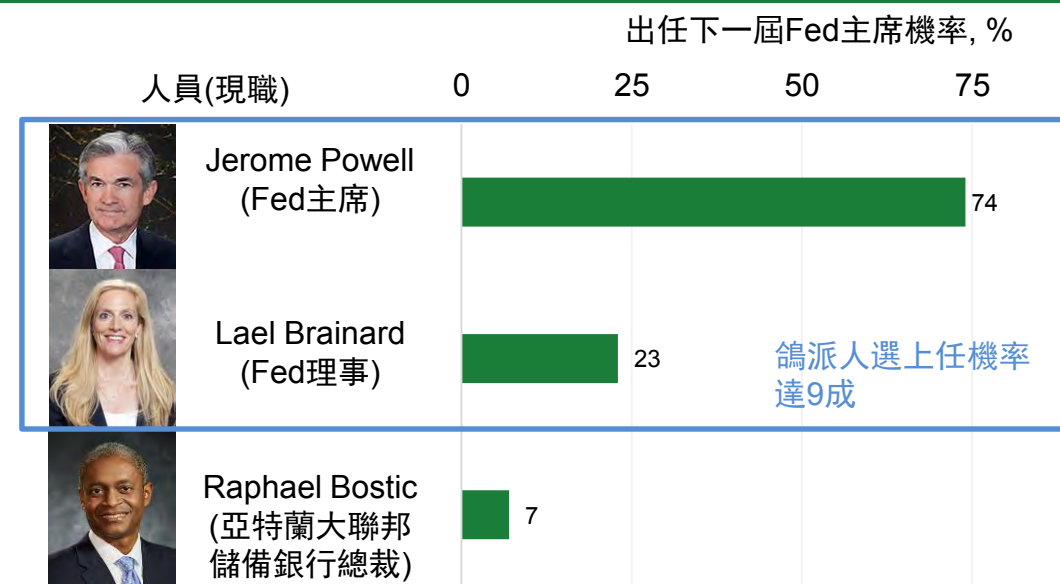 出任下一屆Fed主席機率, %
人員(現職)
0 25 50 75
Jerome Powell
(Fed主席)
74
Lael Brainard
(Fed理事)
23
鴿派人選上任機率
達9成
Raphael Bostic
(亞特蘭大聯邦
儲備銀行總裁)
7